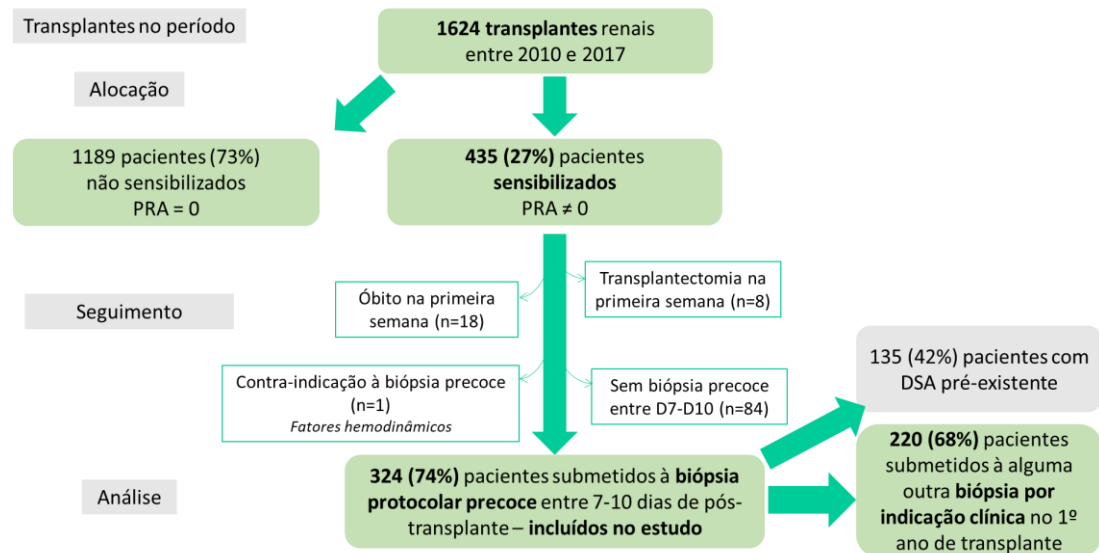 Transplantes no período
1624 transplantes renais
entre 2010 e 2017
Alocação
1189 pacientes (73%)
não sensibilizados
PRA = 0
435 (27%) pacientes
sensibilizados
PRA ≠ 0
Seguimento
Óbito na primeira
semana (n=18)
Transplantectomia na
primeira semana (n=8)
Contra-indicação à biópsia precoce
(n=1)
Fatores hemodinâmicos
Sem biópsia precoce
entre D7-D10 (n=84)
135 (42%) pacientes com
DSA pré-existente
Análise
324 (74%) pacientes submetidos à biópsia
protocolar precoce entre 7-10 dias de pós-
transplante – incluídos no estudo
220 (68%) pacientes
submetidos à alguma
outra biópsia por
indicação clínica no 1º
ano de transplante